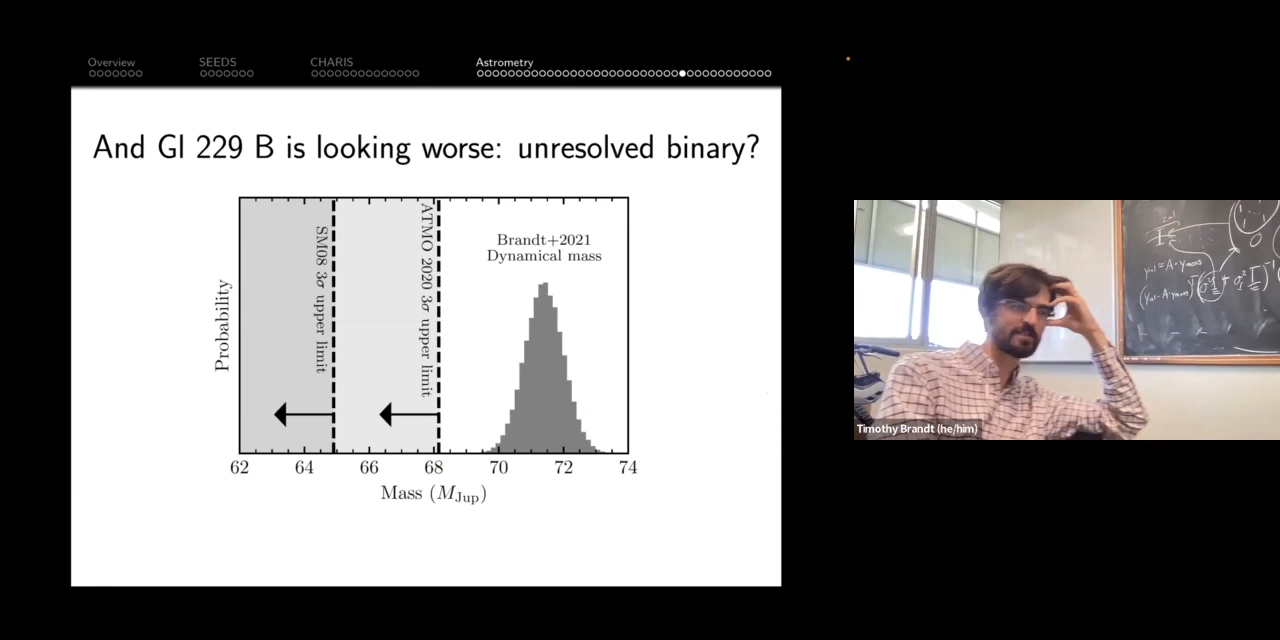 Overview SEEDS CHARIS Astrometry
And Gl 229 B is looking worse: unresolved binary?
Probability
SM08 3σ upper limit
ATMO 2020 3σ upper limit
Brandt+2021
Dynamical mass
62 64 66 68 70 72 74
Mass (M_Jup)
Timothy Brandt (he/him)